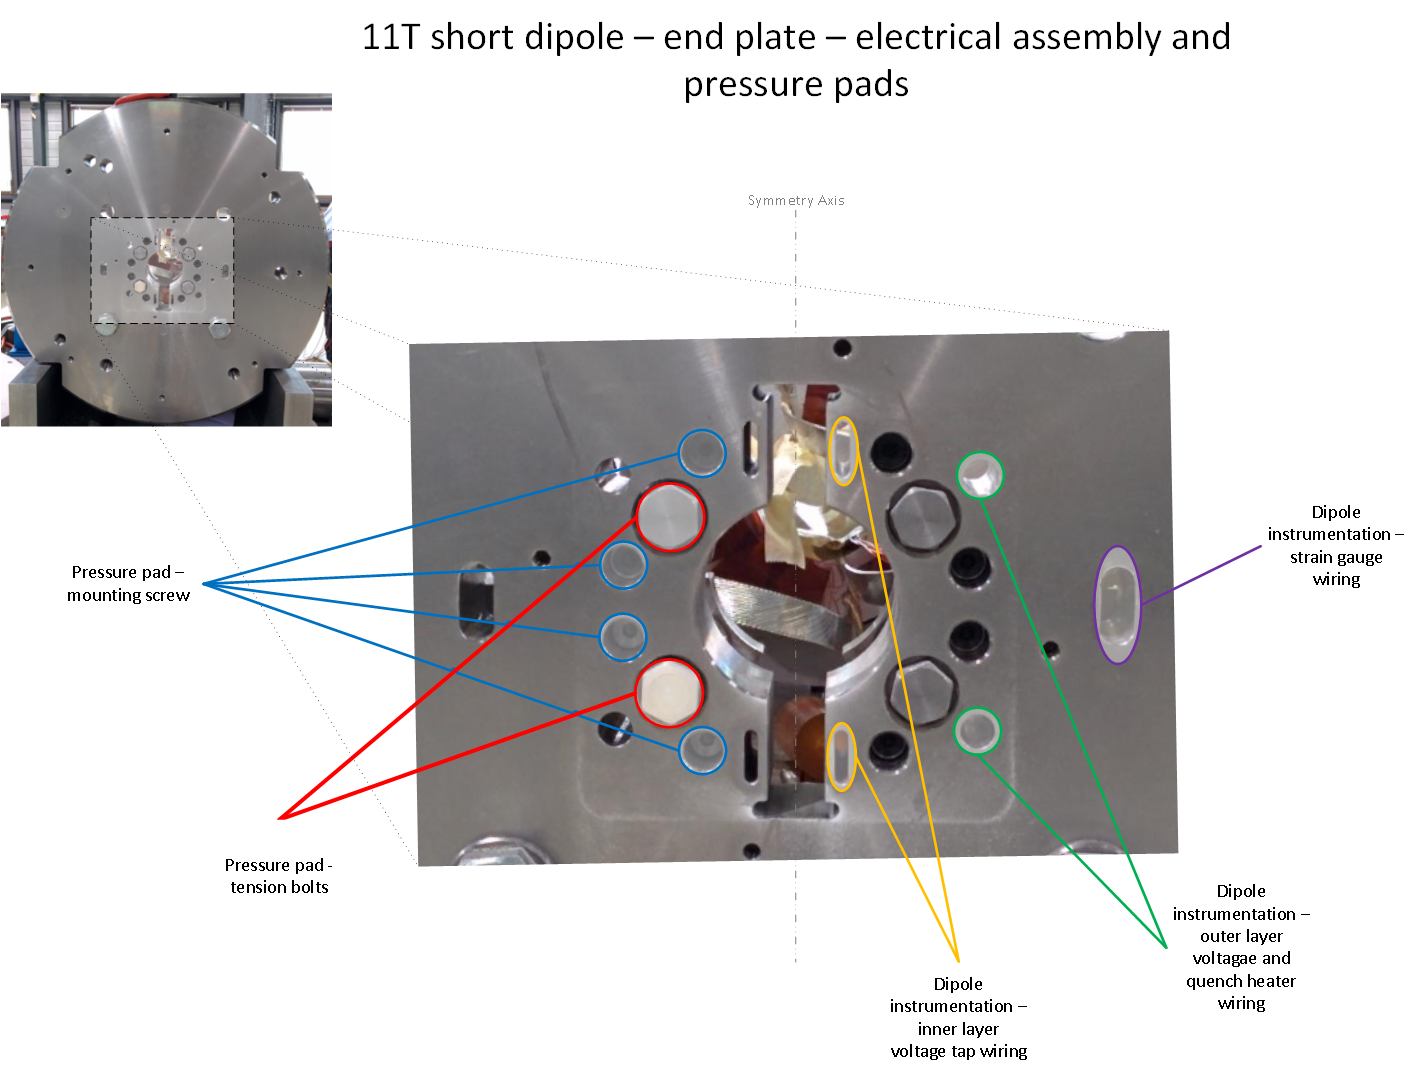 11T short dipole – end plate – electrical assembly and
pressure pads
Symmetry Axis
Dipole
instrumentation –
strain gauge
wiring
Pressure pad –
mounting screw
Pressure pad -
tension bolts
Dipole
instrumentation –
outer layer
voltagae and
quench heater
wiring
Dipole
instrumentation –
inner layer
voltage tap wiring